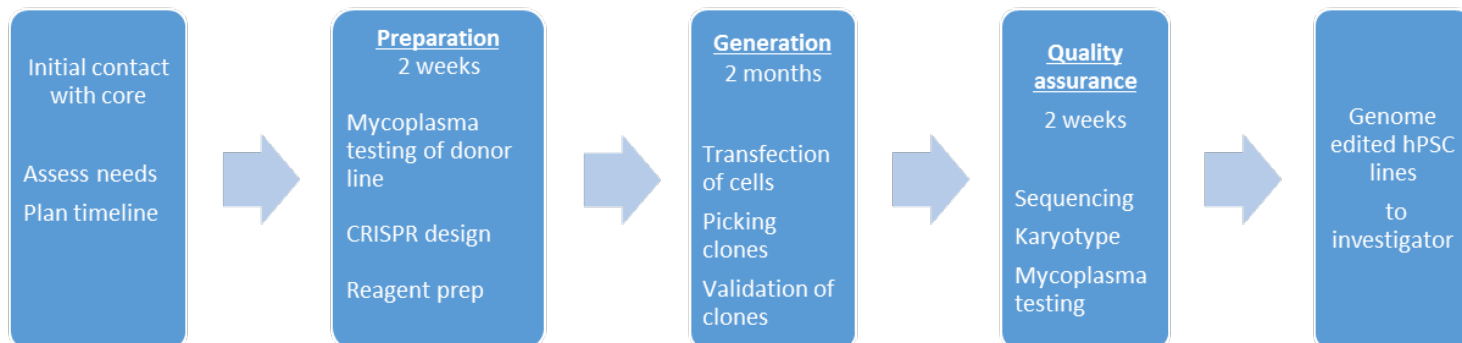 Initial contact
with core
Assess needs
Plan timeline
Preparation
2 weeks
Mycoplasma
testing of donor
line
CRISPR design
Reagent prep
Generation
2 months
Transfection
of cells
Picking
clones
Validation of
clones
Quality
assurance
2 weeks
Sequencing
Karyotype
Mycoplasma
testing
Genome
edited hPSC
lines
to
investigator